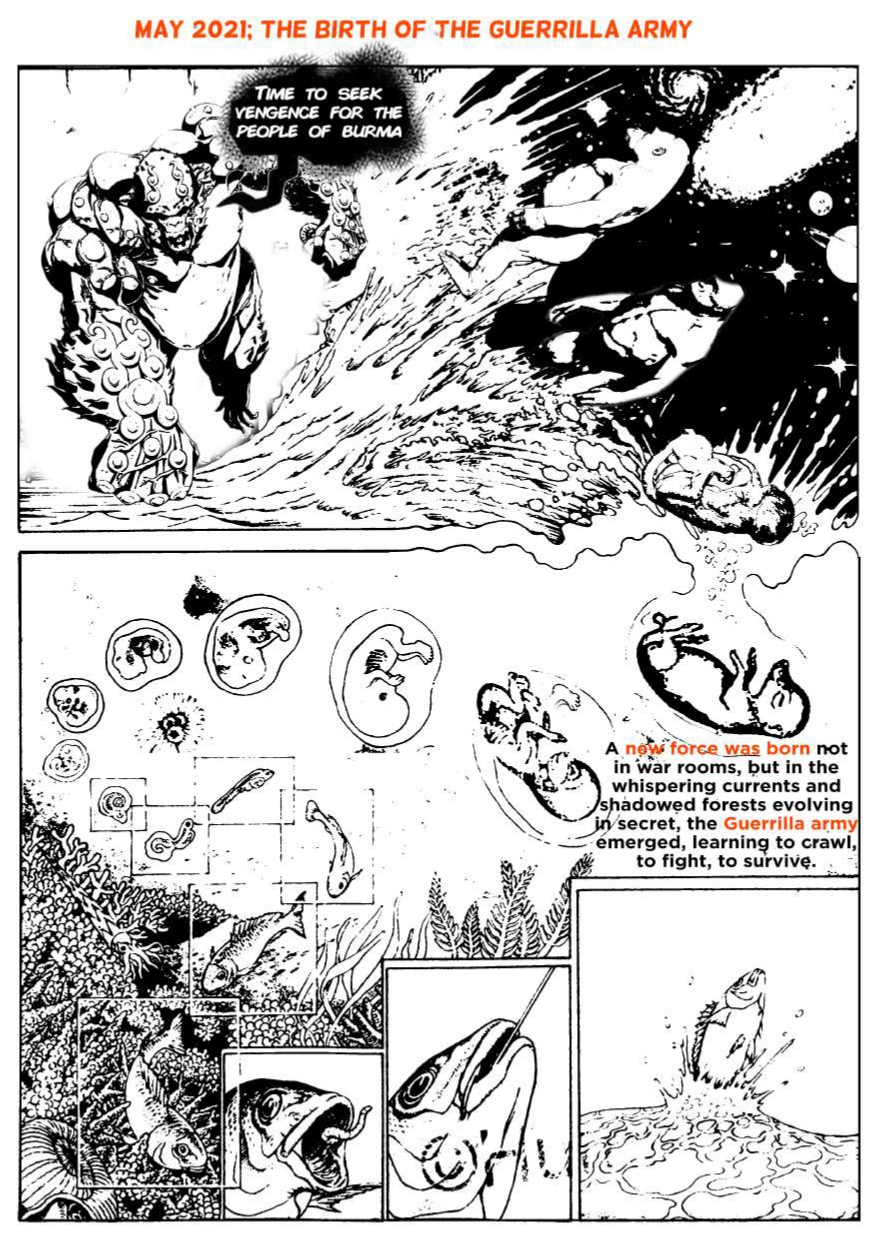 MAY 2021; THE BIRTH OF THE GUERRILLA ARMY
TIME TO SEEK
VENGENCE FOR THE
PEOPLE OF BURMA
A new force was born not
in war rooms, but in the
whispering currents and
shadowed forests evolving
in secret, the Guerrilla army
emerged, learning to crawl,
to fight, to survive.